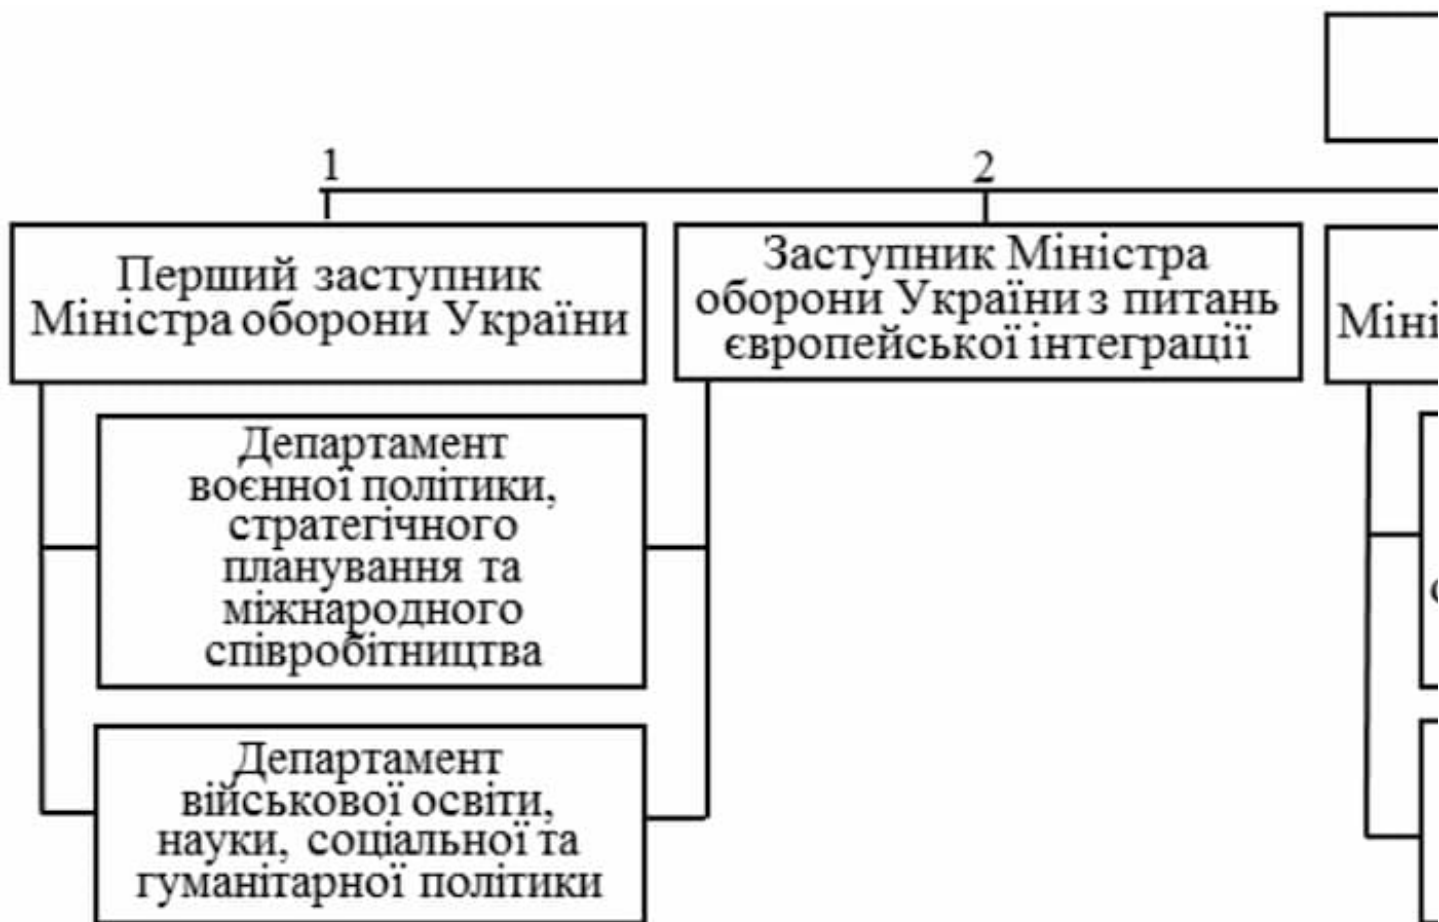 1
2
Перший заступник
Міністра оборони України
Заступник Міністра
оборони України з питань
європейської інтеграції
Департамент
воєнної політики,
стратегічного
планування та
міжнародного
співробітництва
Департамент
військової освіти,
науки, соціальної та
гуманітарної політики